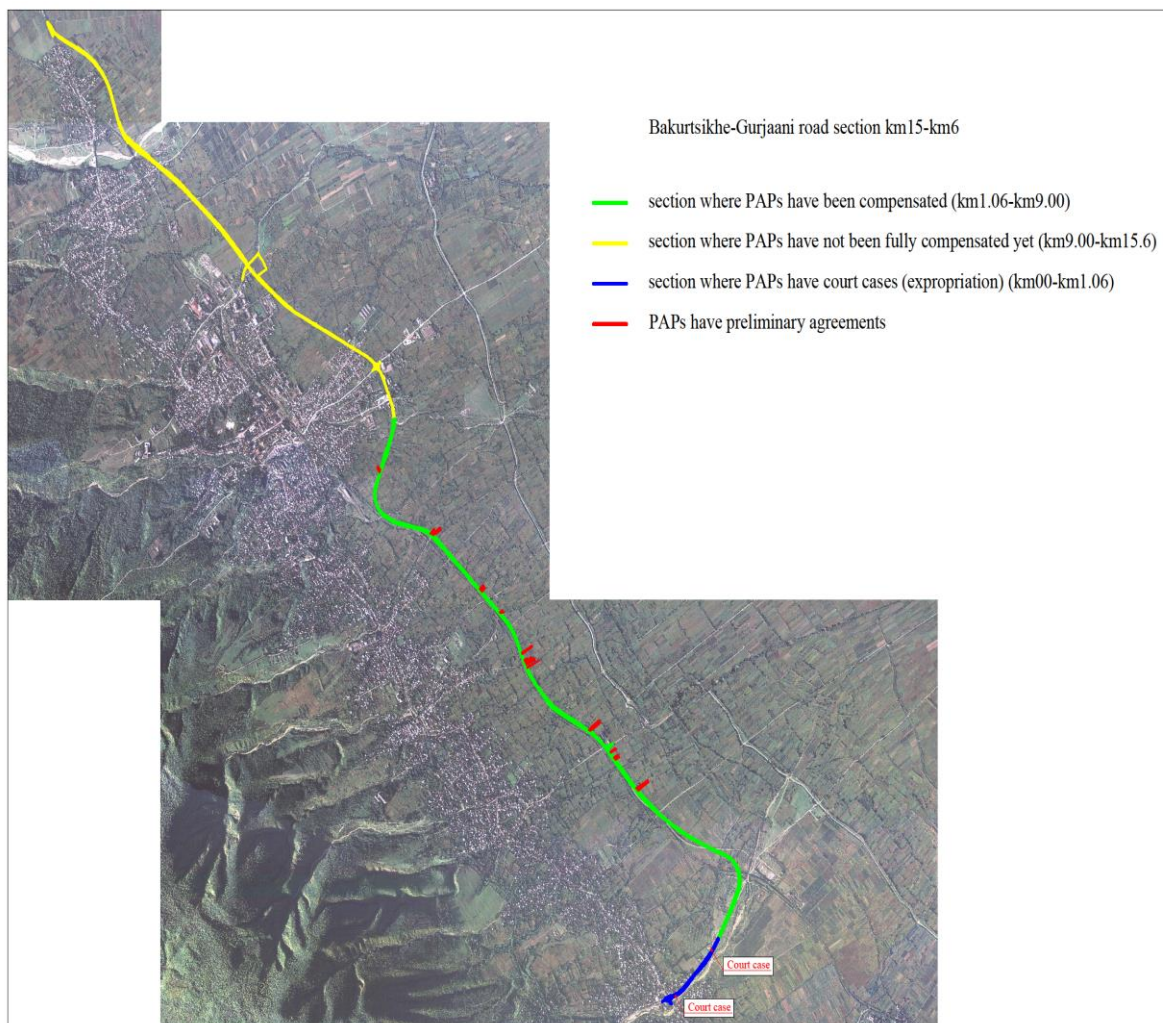 Bakurtsikhe-Gurjaani road section km15-km6
section where PAPs have been compensated (km1.06-km9.00)
section where PAPs have not been fully compensated yet (km9.00-km15.6)
section where PAPs have court cases (expropriation) (km00-km1.06)
PAPs have preliminary agreements
Court case
Court case